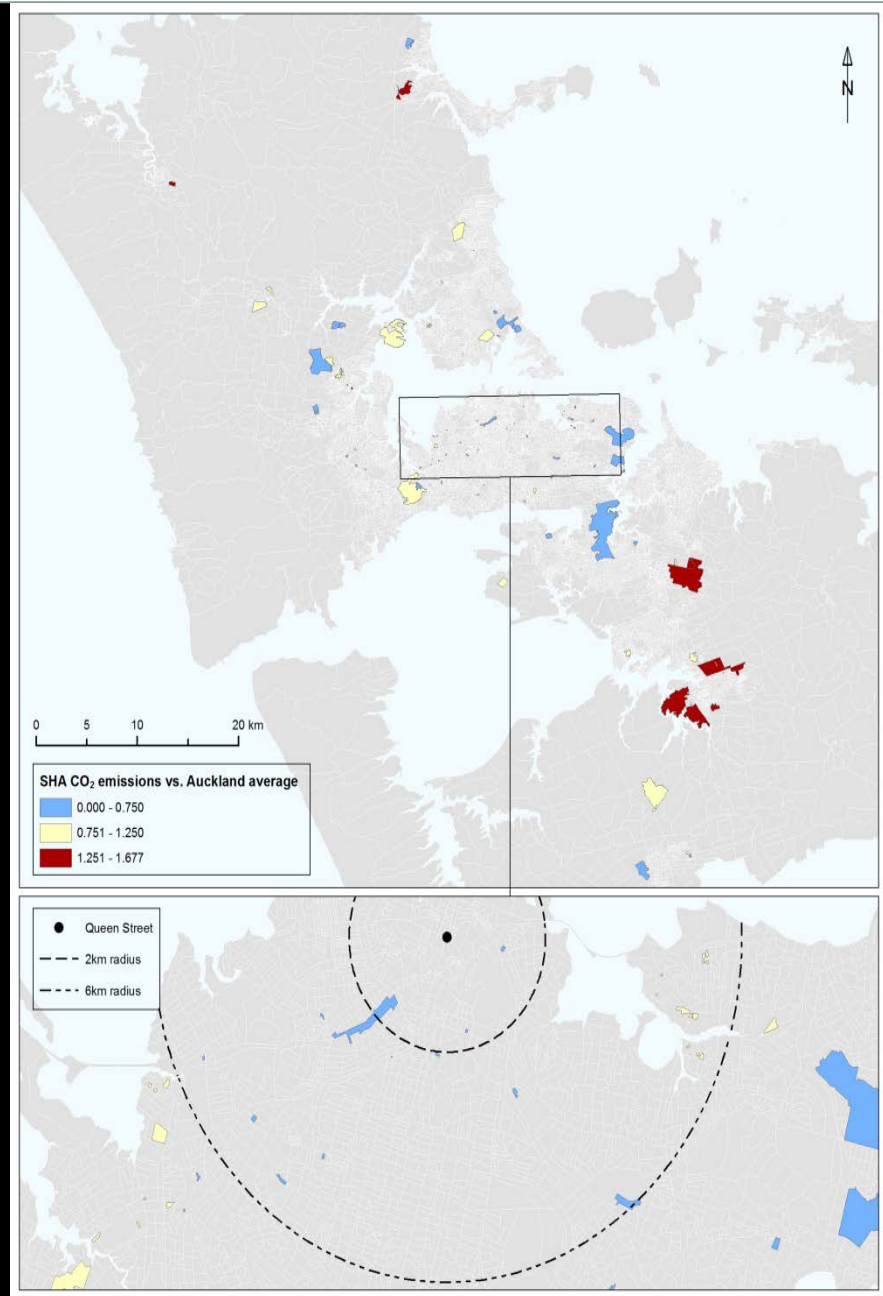 N
0 5 10 20 km
SHA CO₂ emissions vs. Auckland average
0.000 - 0.750
0.751 - 1.250
1.251 - 1.677
Queen Street
2km radius
6km radius